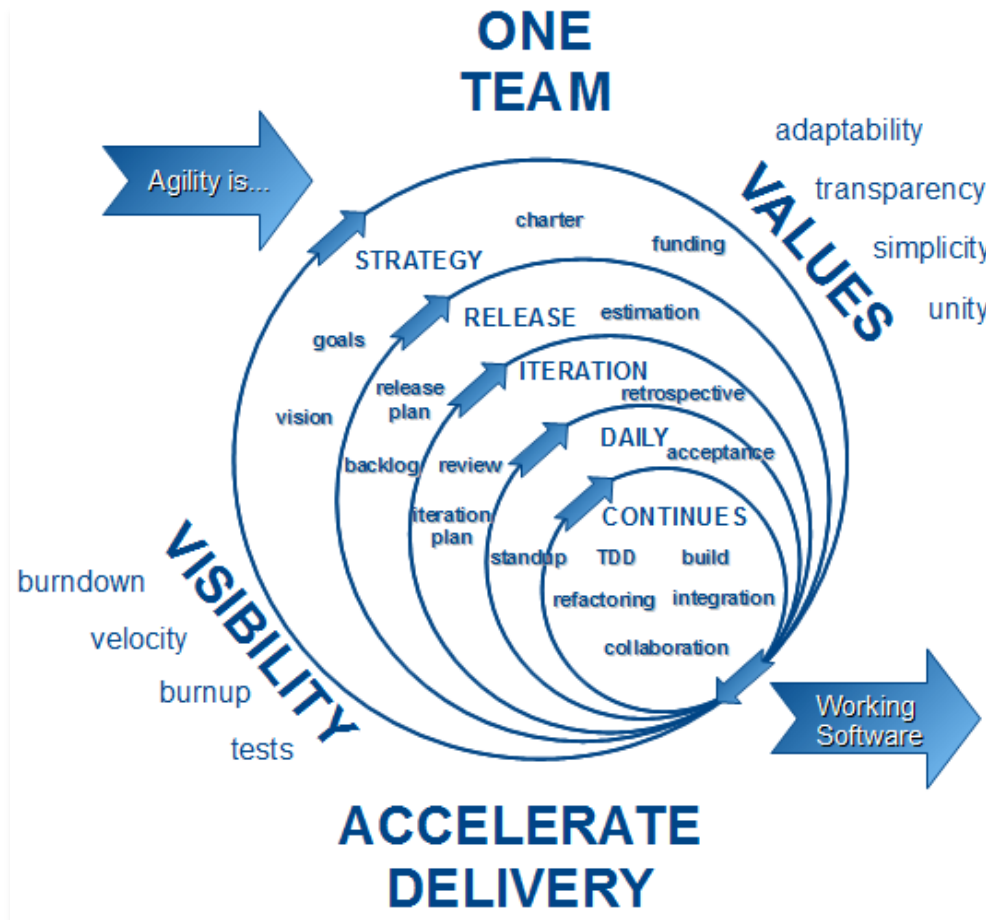 ONE
TEAM
adaptability
Agility is...
VALUES
transparency
charter
funding
simplicity
STRATEGY
unity
RELEASE
estimation
goals
ITERATION
release
plan
retrospective
vision
DAILY
acceptance
backlog
review
iteration
plan
CONTINUES
standup
TDD
build
VISIBILITY
burndown
refactoring
integration
velocity
collaboration
burnup
Working
Software
tests
ACCELERATE
DELIVERY